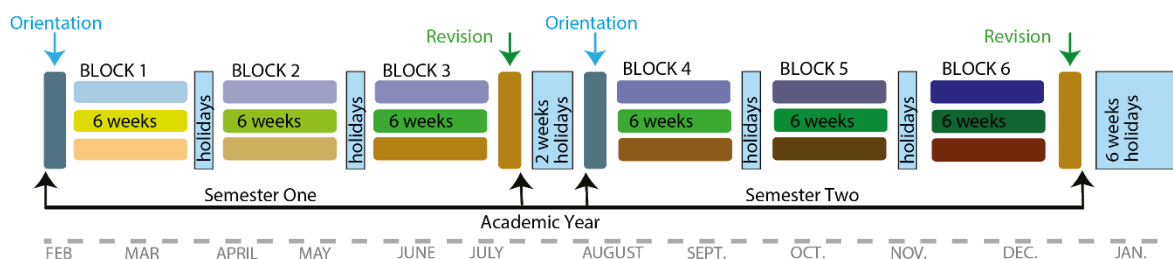 Orientation
Orientation
Revision
Revision
BLOCK 1
BLOCK 2
BLOCK 3
BLOCK 4
BLOCK 5
BLOCK 6
6 weeks
holidays
6 weeks
holidays
6 weeks
2 weeks
holidays
6 weeks
holidays
6 weeks
holidays
6 weeks
6 weeks
holidays
Semester One
Semester Two
Academic Year
FEB MAR APRIL MAY JUNE JULY AUGUST SEPT. OCT. NOV. DEC. JAN.